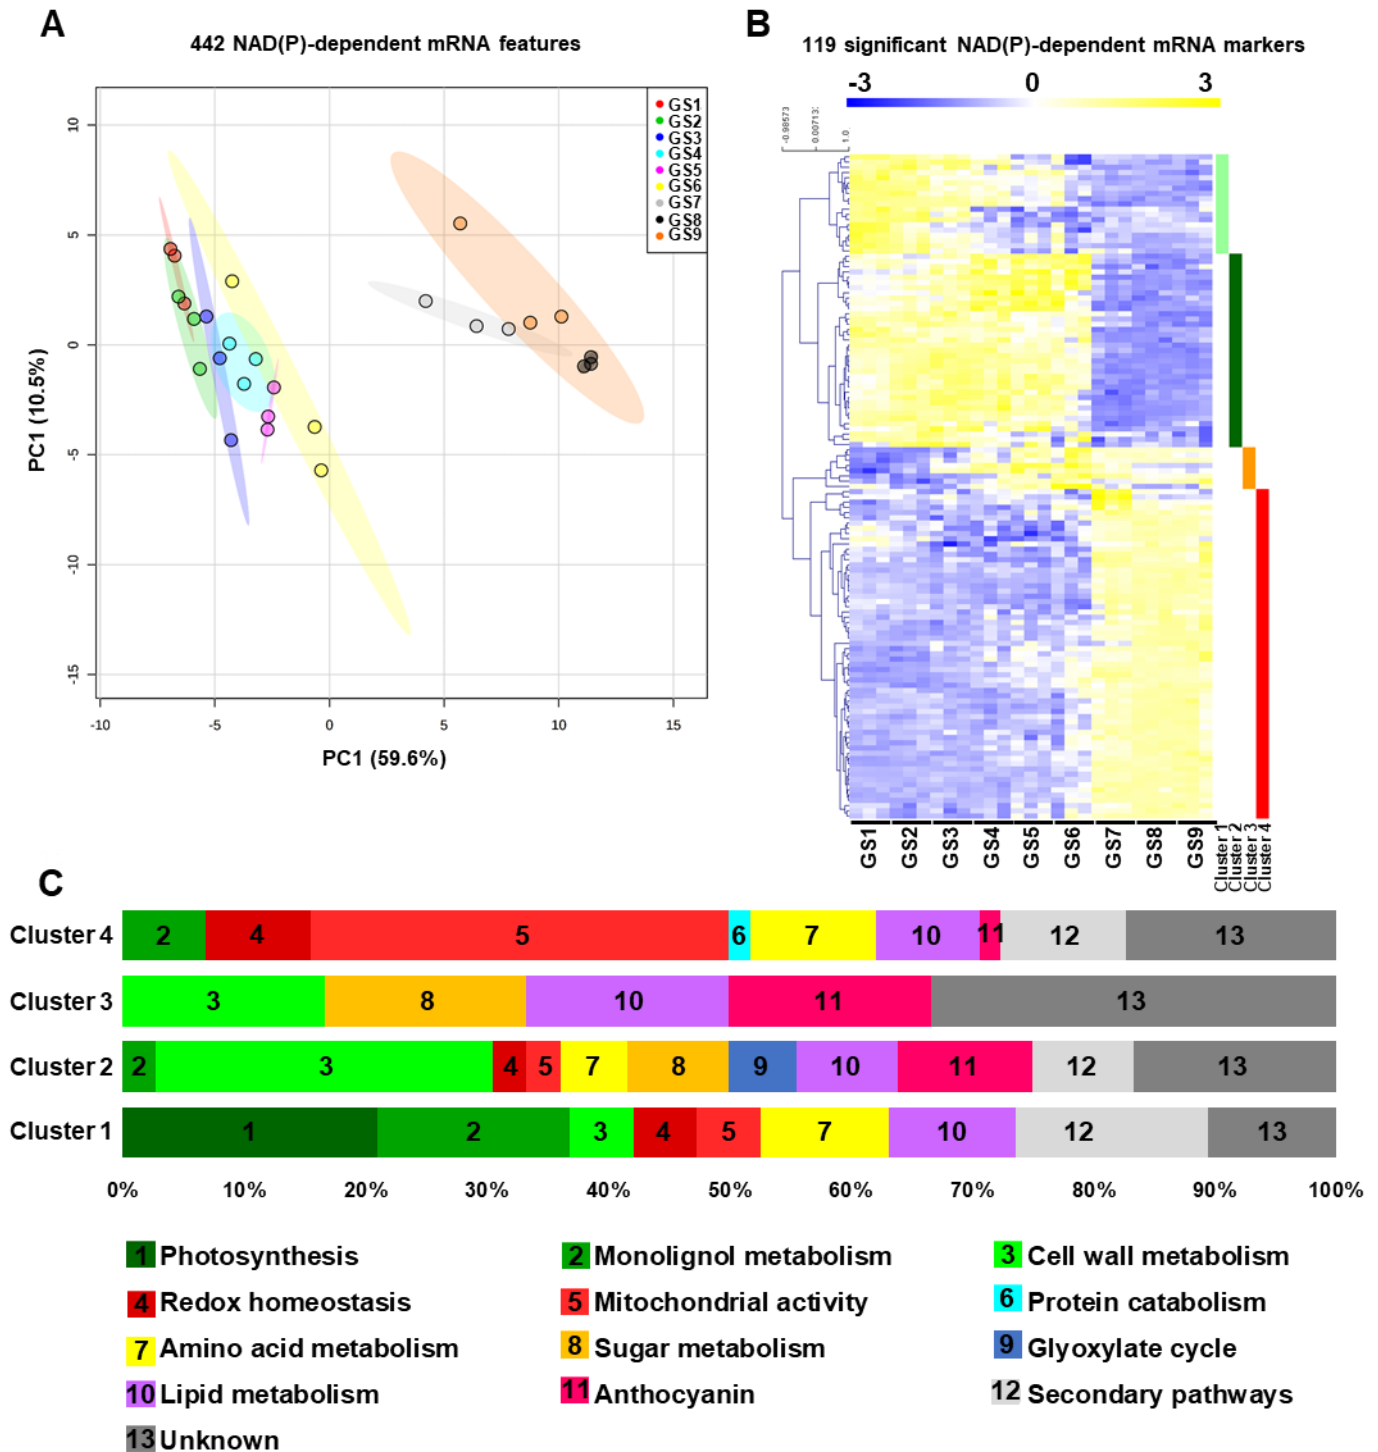 A
442 NAD(P)-dependent mRNA features
GS1
GS2
GS3
GS4
GS5
GS6
GS7
GS8
GS9
10
5
0
-5
-10
-15
PC1 (10.5%)
-10 -5 0 5 10 15
PC1 (59.6%)
B
119 significant NAD(P)-dependent mRNA markers
-3 0 3
-0.98573 1.0
GS1 GS2 GS3 GS4 GS5 GS6 GS7 GS8 GS9 Cluster 1 Cluster 2 Cluster 3 Cluster 4
C
Cluster 4 2 4 5 6 7 10 11 12 13
Cluster 3 3 8 10 11 13
Cluster 2 2 3 4 5 7 8 9 10 11 12 13
Cluster 1 1 2 3 4 5 7 10 12 13
0% 10% 20% 30% 40% 50% 60% 70% 80% 90% 100%
1 Photosynthesis 2 Monolignol metabolism 3 Cell wall metabolism
4 Redox homeostasis 5 Mitochondrial activity 6 Protein catabolism
7 Amino acid metabolism 8 Sugar metabolism 9 Glyoxylate cycle
10 Lipid metabolism 11 Anthocyanin 12 Secondary pathways
13 Unknown